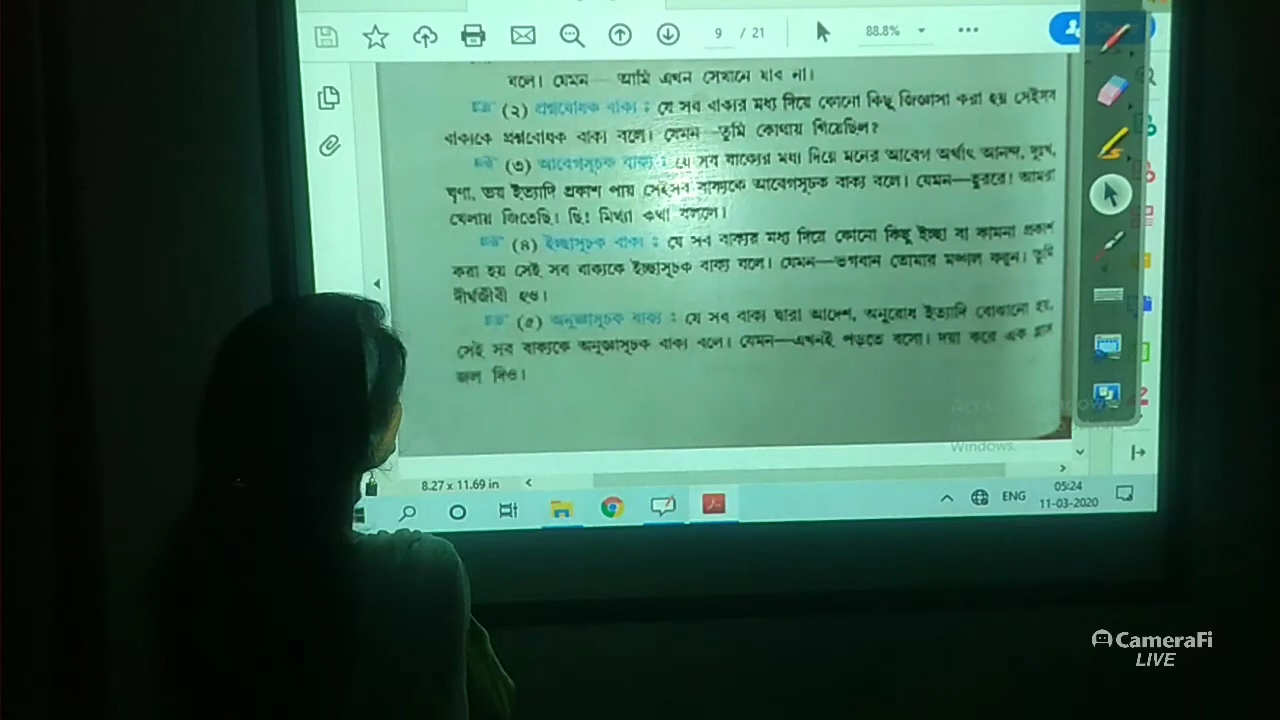 9 / 21
88.8%
বলে। যেমন— আমি এখন সেখানে যাব না।
(২) প্রশ্নবোধক বাক্য : যে সব বাক্যর মধ্য দিয়ে কোনো কিছু জিজ্ঞাসা করা হয় সেইসব
বাক্যকে প্রশ্নবোধক বাক্য বলে। যেমন—তুমি কোথায় গিয়েছিলে?
(৩) আবেগসূচক বাক্য : যে সব বাক্যের মধ্য দিয়ে মনের আবেগ অর্থাৎ আনন্দ, দুঃখ,
ঘৃণা, ভয় ইত্যাদি প্রকাশ পায় সেইসব বাক্যকে আবেগসূচক বাক্য বলে। যেমন—হুররে! আমরা
খেলায় জিতেছি। ছি! মিথ্যা কথা বললে।
(৪) ইচ্ছাসূচক বাক্য : যে সব বাক্যর মধ্য দিয়ে কোনো কিছু ইচ্ছা বা কামনা প্রকাশ
করা হয় সেই সব বাক্যকে ইচ্ছাসূচক বাক্য বলে। যেমন—ভগবান তোমার মঙ্গল করুন। তুমি
দীর্ঘজীবী হও।
(৫) অনুজ্ঞাসূচক বাক্য : যে সব বাক্য দ্বারা আদেশ, অনুরোধ ইত্যাদি বোঝানো হয়,
সেই সব বাক্যকে অনুজ্ঞাসূচক বাক্য বলে। যেমন—এখনই পড়তে বসো। দয়া করে এক গ্লাস
জল দিও।
Windows.
8.27 x 11.69 in
ENG
05:24
11-03-2020
CameraFi
LIVE